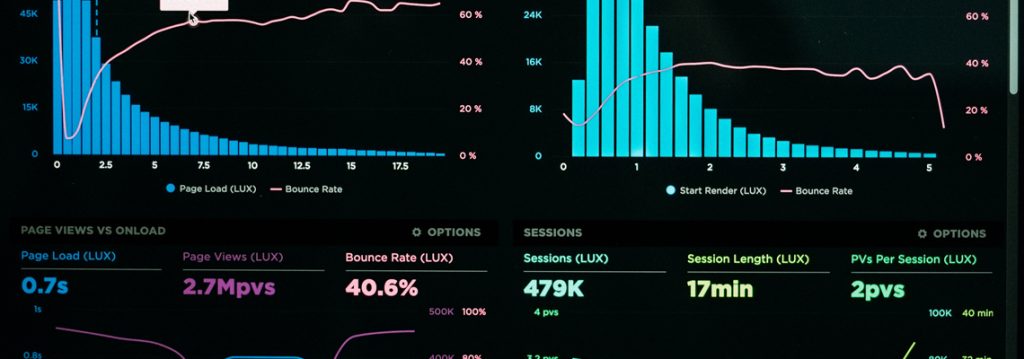 45K
60 %
30K
40 %
15K
20 %
0
0 %
0 2.5 5 7.5 10 12.5 15 17.5
Page Load (LUX) Bounce Rate
24K
60 %
16K
40 %
8K
20 %
0
0 %
0 1 2 3 4 5
Start Render (LUX) Bounce Rate
PAGE VIEWS VS ONLOAD OPTIONS
Page Load (LUX) Page Views (LUX) Bounce Rate (LUX)
0.7s 2.7Mpvs 40.6%
1s 500K 100%
0.8s 400K 80%
SESSIONS OPTIONS
Sessions (LUX) Session Length (LUX) PVs Per Session (LUX)
479K 17min 2pvs
4 pvs 100K 40 min
3.2 pvs 80K 32 min